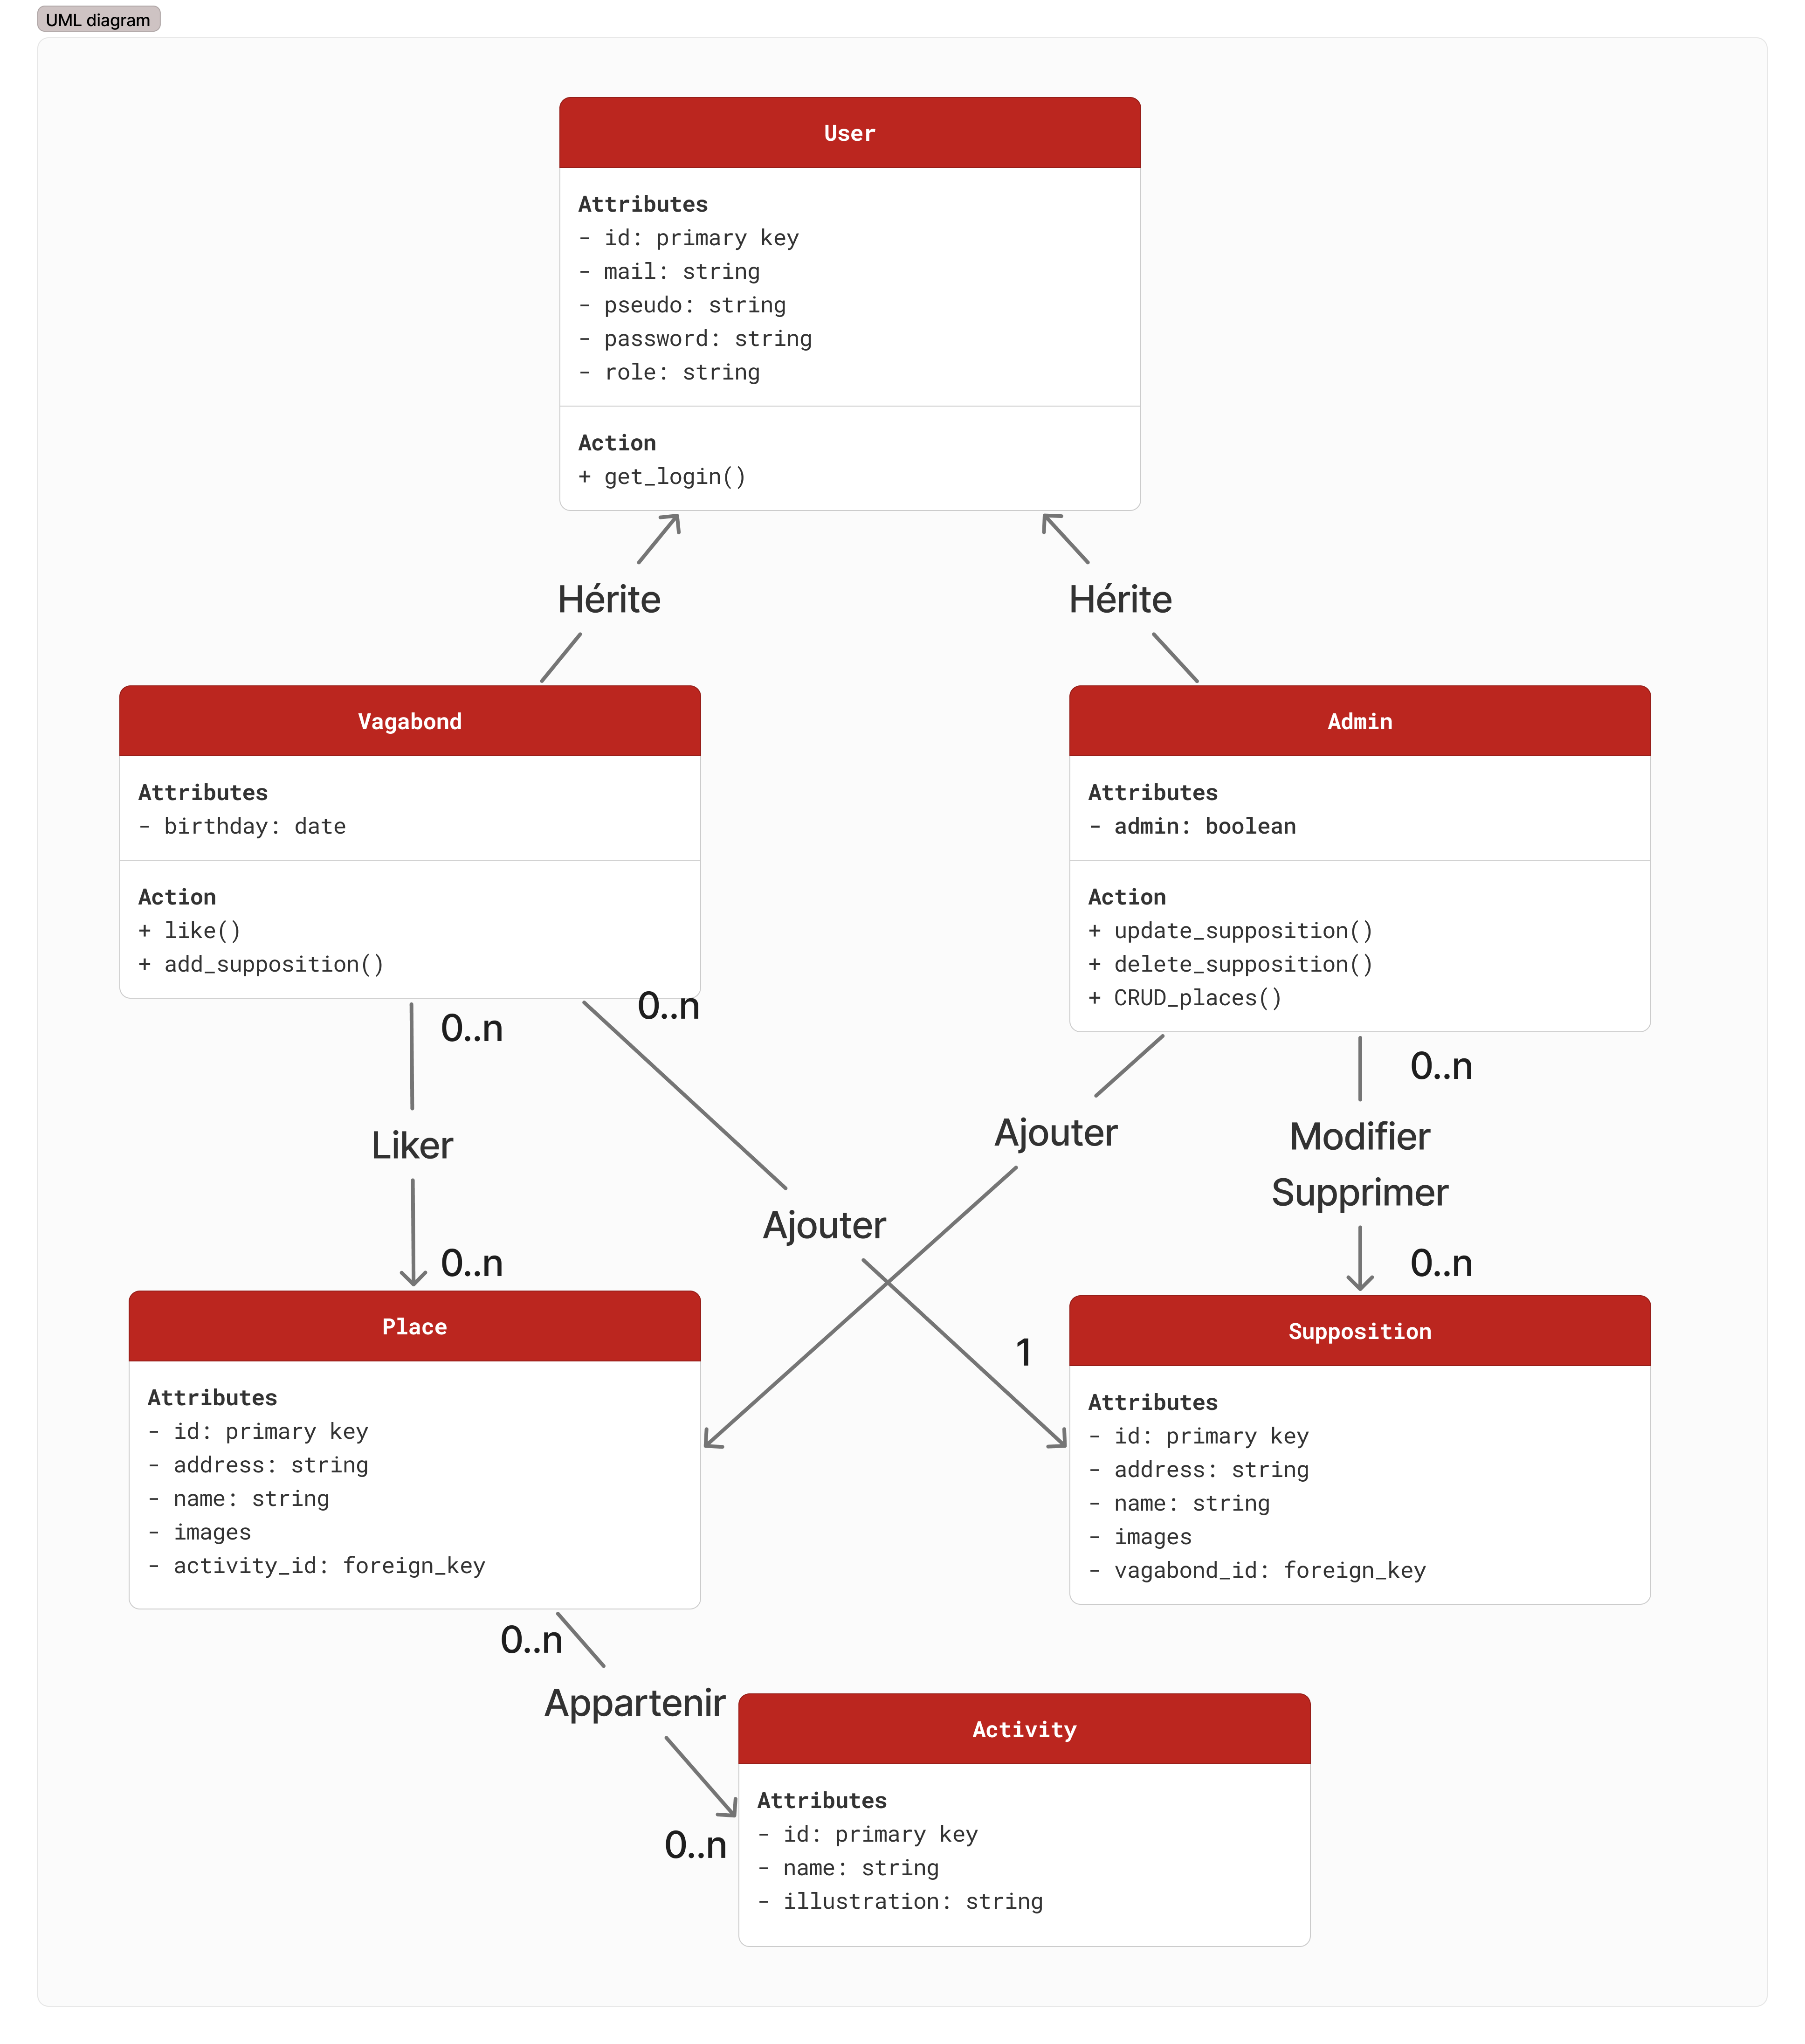 UML diagram
User
Attributes
- id: primary key
- mail: string
- pseudo: string
- password: string
- role: string
Action
+ get_login()
Hérite
Hérite
Vagabond
Attributes
- birthday: date
Action
+ like()
+ add_supposition()
Admin
Attributes
- admin: boolean
Action
+ update_supposition()
+ delete_supposition()
+ CRUD_places()
0..n
0..n
0..n
Liker
Ajouter
Ajouter
Modifier
Supprimer
0..n
0..n
1
Place
Attributes
- id: primary key
- address: string
- name: string
- images
- activity_id: foreign_key
Supposition
Attributes
- id: primary key
- address: string
- name: string
- images
- vagabond_id: foreign_key
0..n
Appartenir
0..n
Activity
Attributes
- id: primary key
- name: string
- illustration: string